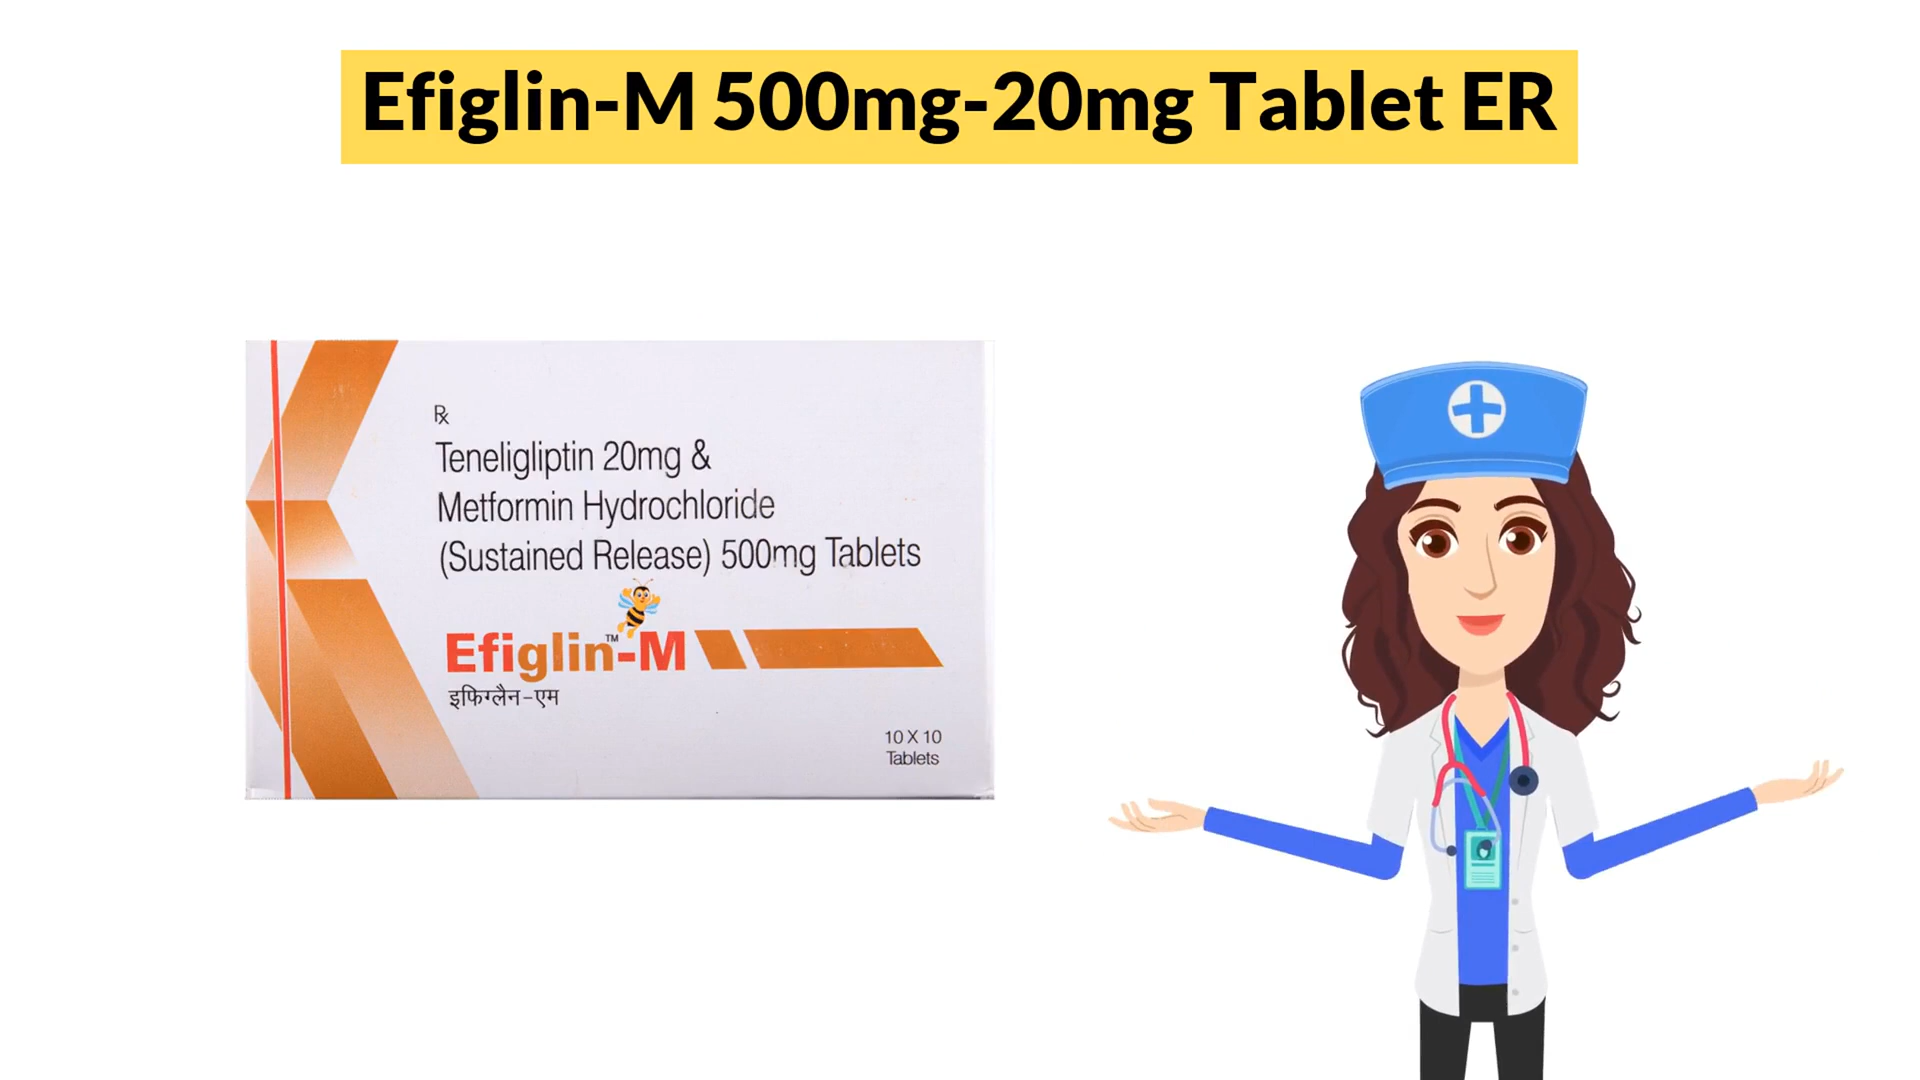 Efiglin-M 500mg-20mg Tablet ER
℞
Teneligliptin 20mg &
Metformin Hydrochloride
(Sustained Release) 500mg Tablets
Efiglin™-M
इफिग्लैन-एम
10 X 10
Tablets